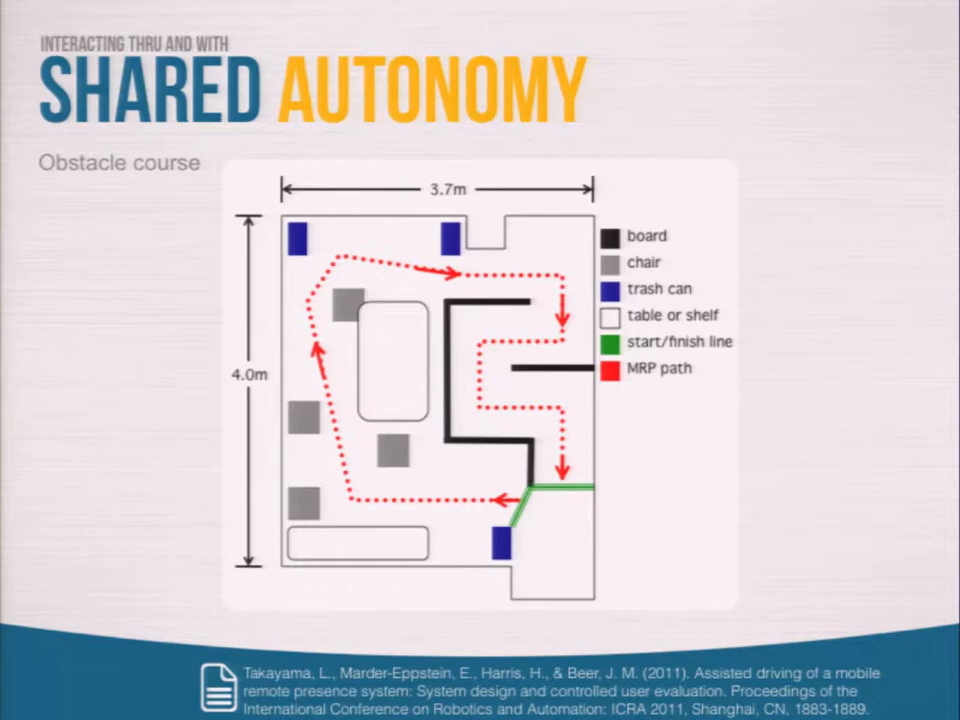 INTERACTING THRU AND WITH
SHARED AUTONOMY
Obstacle course
3.7m
4.0m
board
chair
trash can
table or shelf
start/finish line
MRP path
Takayama, L., Marder-Eppstein, E., Harris, H., & Beer, J. M. (2011). Assisted driving of a mobile
remote presence system: System design and controlled user evaluation. Proceedings of the
International Conference on Robotics and Automation: ICRA 2011, Shanghai, CN, 1883-1889.